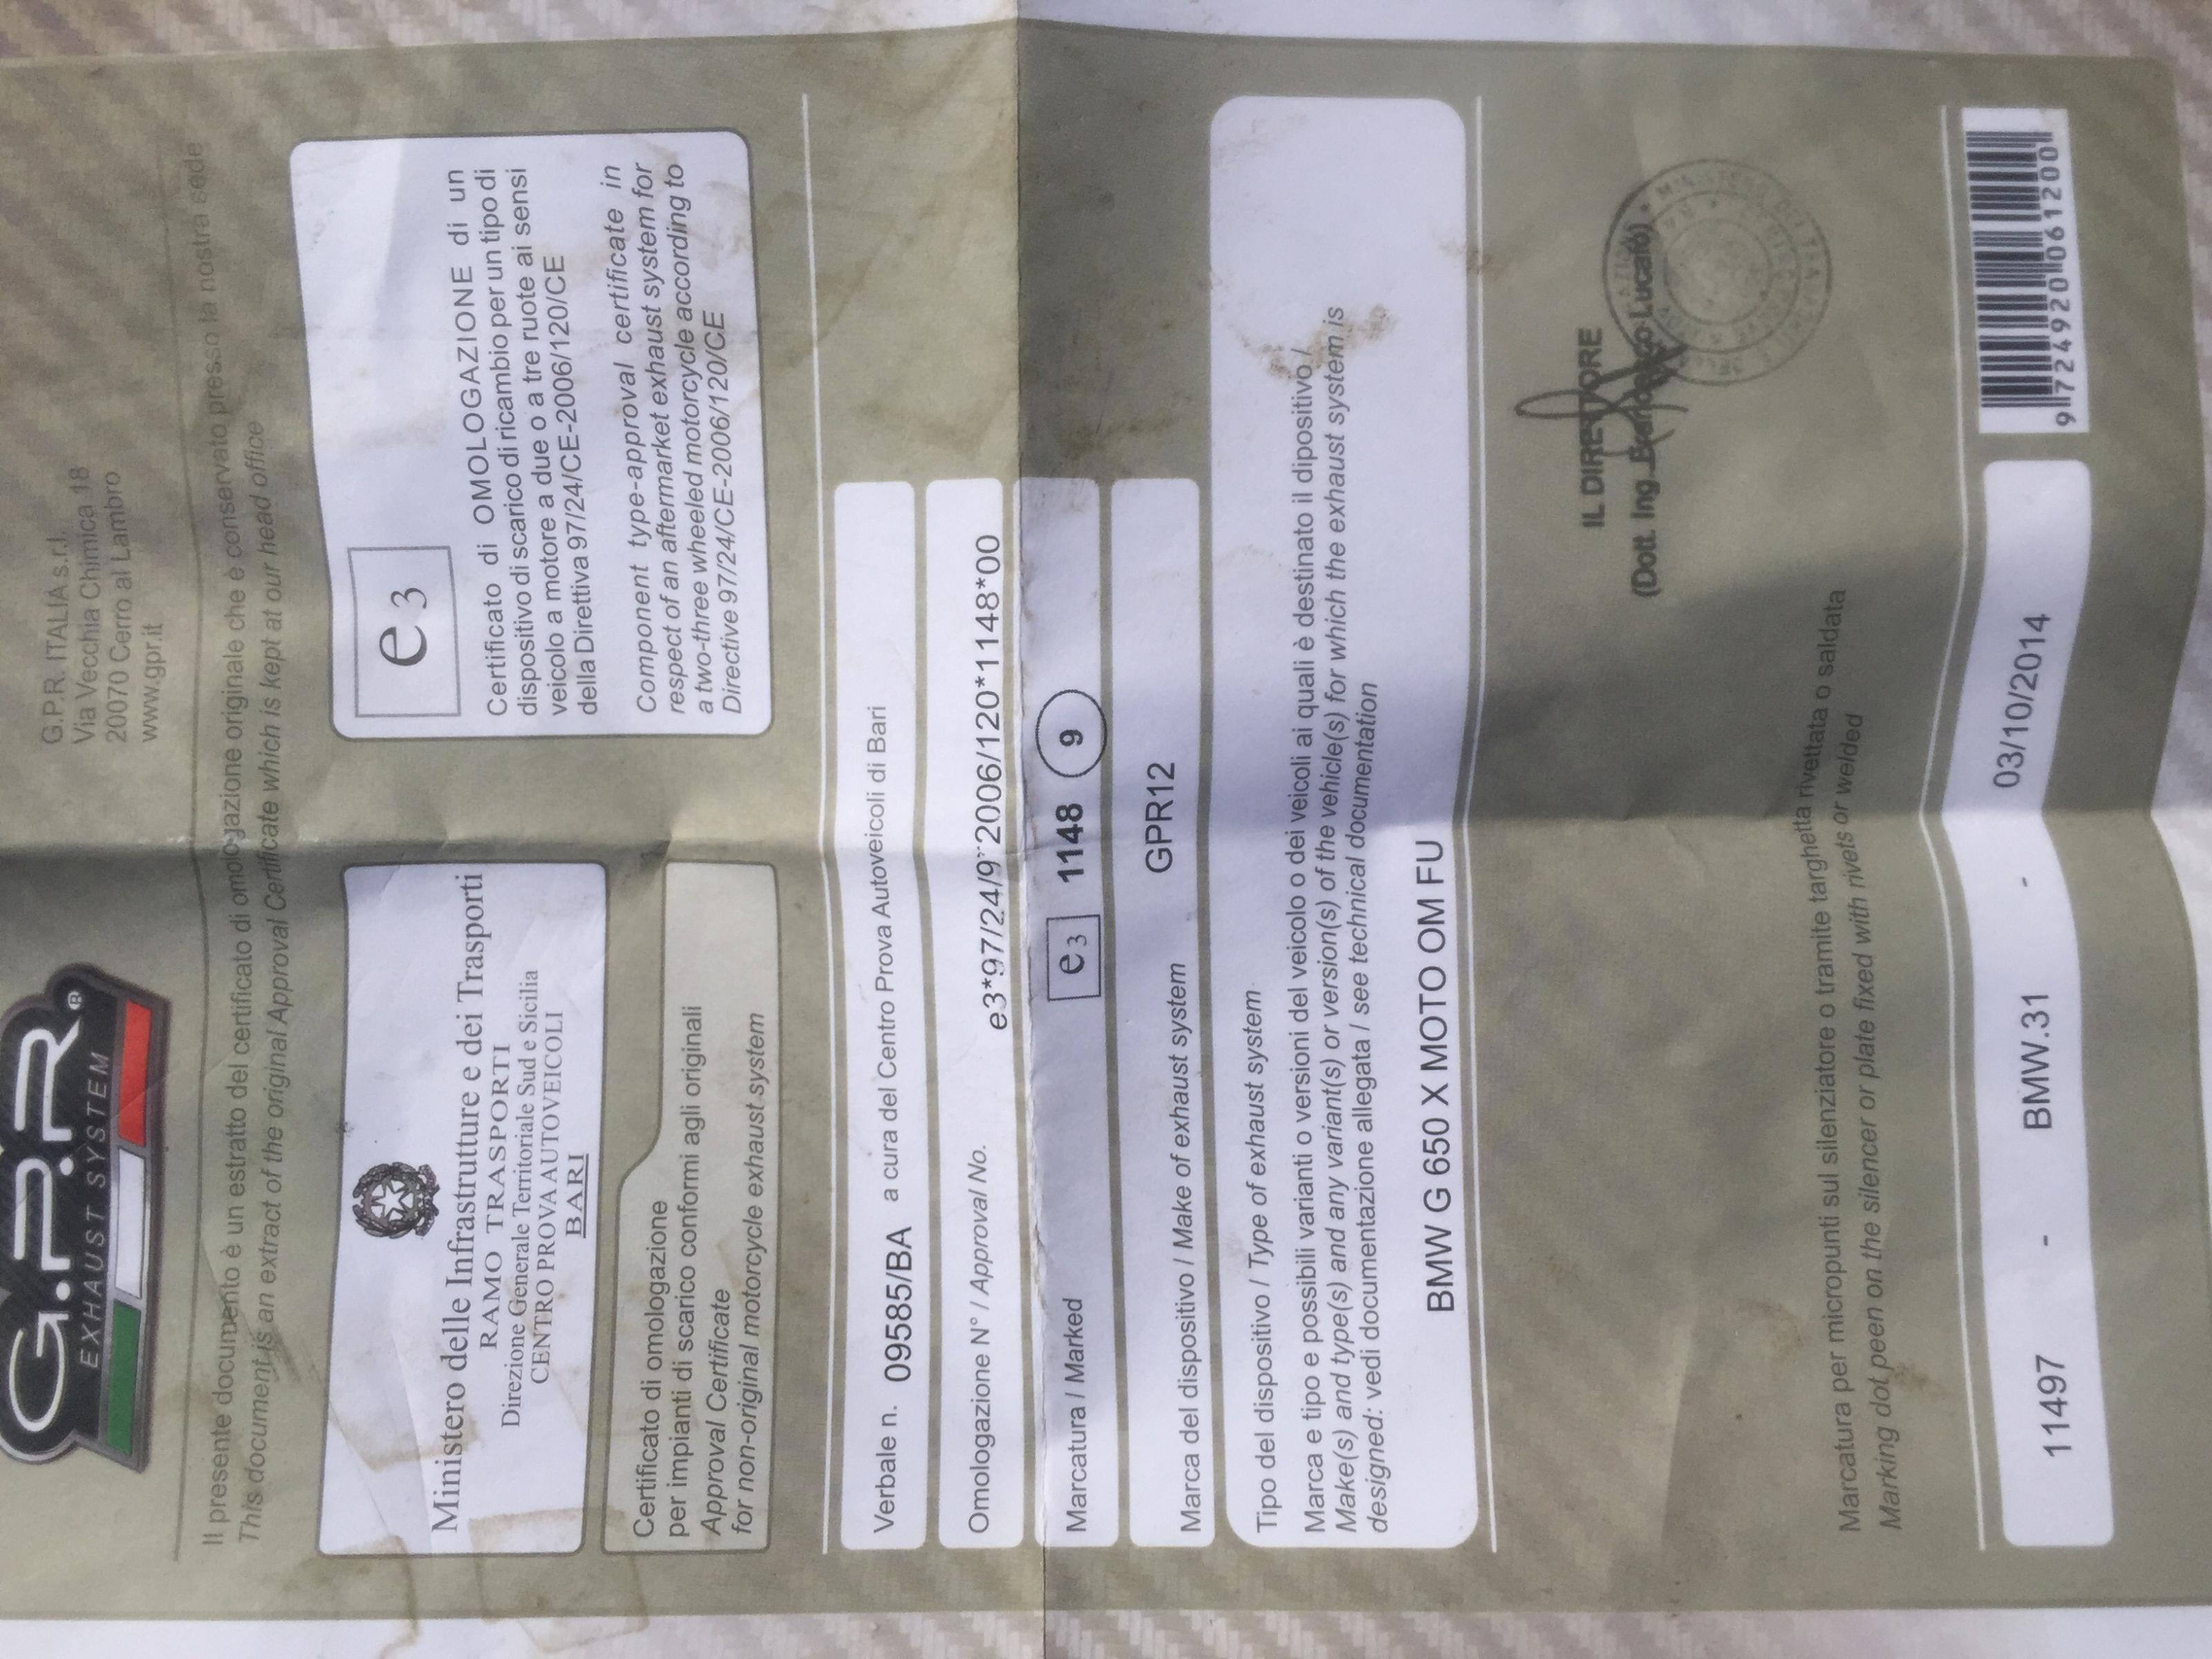 G.P.R.®
EXHAUST SYSTEM
G.P.R. ITALIA s.r.l.
Via Vecchia Chimica 18
20070 Cerro al Lambro
www.gpr.it
Il presente documento è un estratto del certificato di omologazione originale che è conservato presso la nostra sede
This document is an extract of the original Approval Certificate which is kept at our head office
Ministero delle Infrastrutture e dei Trasporti
RAMO TRASPORTI
Direzione Generale Territoriale Sud e Sicilia
CENTRO PROVA AUTOVEICOLI
BARI
e3
Certificato di OMOLOGAZIONE di un
dispositivo di scarico di ricambio per un tipo di
veicolo a motore a due o a tre ruote ai sensi
della Direttiva 97/24/CE-2006/120/CE
Component type-approval certificate in
respect of an aftermarket exhaust system for
a two-three wheeled motorcycle according to
Directive 97/24/CE-2006/120/CE
Certificato di omologazione
per impianti di scarico conformi agli originali
Approval Certificate
for non-original motorcycle exhaust system
Verbale n. 09585/BA a cura del Centro Prova Autoveicoli di Bari
Omologazione N° / Approval No. e3*97/24/9*2006/120*1148*00
Marcatura / Marked e3 1148 9
Marca del dispositivo / Make of exhaust system GPR12
Tipo del dispositivo / Type of exhaust system
Marca e tipo e possibili varianti o versioni del veicolo o dei veicoli ai quali è destinato il dipositivo /
Make(s) and type(s) and any variant(s) or version(s) of the vehicle(s) for which the exhaust system is
designed: vedi documentazione allegata / see technical documentation
BMW G 650 X MOTO OM FU
IL DIRETTORE
(Dott. Ing. Lucato)
Marcatura per micropunti sul silenziatore o tramite targhetta rivettata o saldata
Marking dot peen on the silencer or plate fixed with rivets or welded
11497 - BMW.31 - 03/10/2014
9724920061200